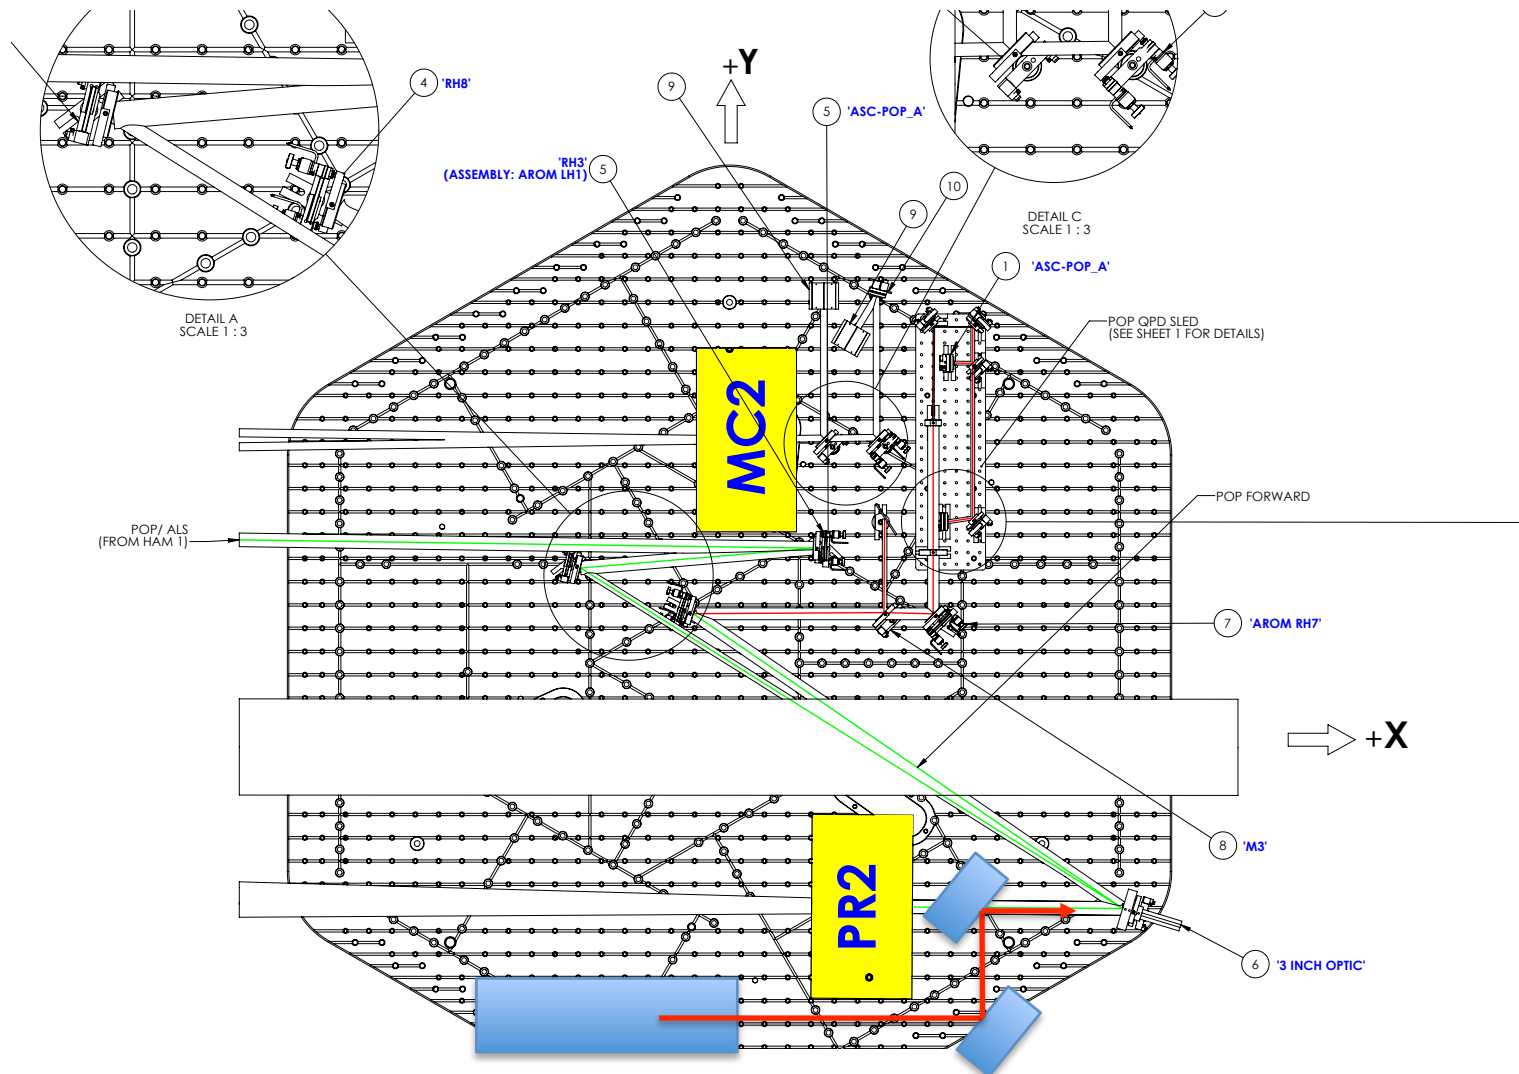 4 'RH8'
DETAIL A
SCALE 1 : 3
9
+Y
5 'ASC-POP_A'
'RH3'
(ASSEMBLY: AROM LH1) 5
10
9
DETAIL C
SCALE 1 : 3
1 'ASC-POP_A'
POP QPD SLED
(SEE SHEET 1 FOR DETAILS)
MC2
POP FORWARD
POP/ ALS
(FROM HAM 1)
7 'AROM RH7'
+X
8 'M3'
PR2
6 '3 INCH OPTIC'